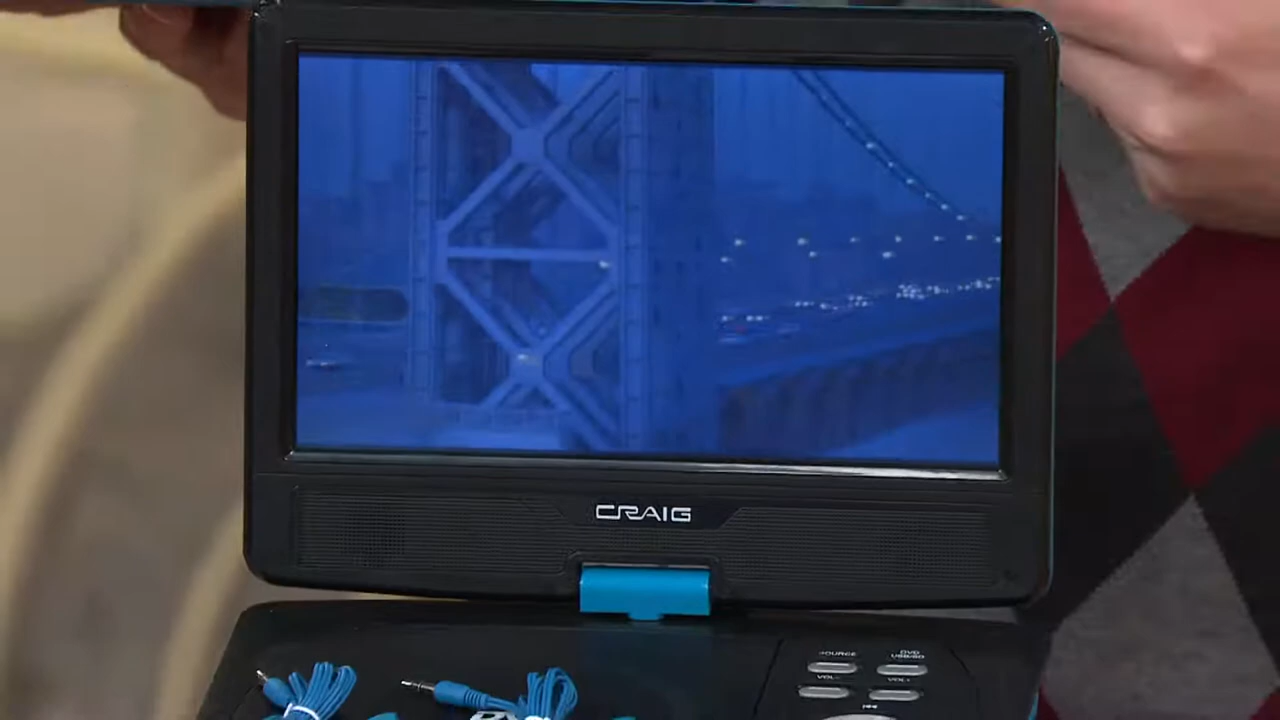 CRAIG
SOURCE
DVD
USB/SD
VOL-
VOL+